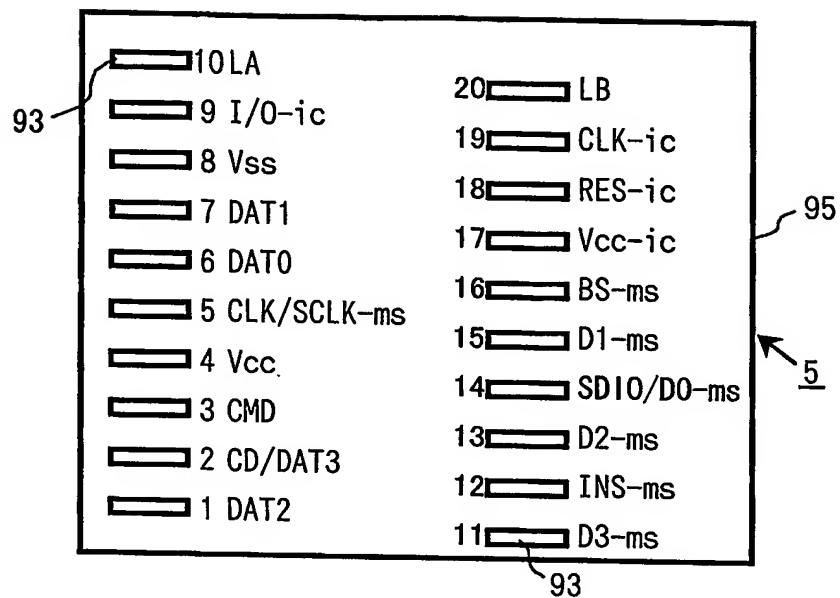 10 LA
9 I/O-ic
8 Vss
7 DAT1
6 DAT0
5 CLK/SCLK-ms
4 Vcc
3 CMD
2 CD/DAT3
1 DAT2
93
20 LB
19 CLK-ic
18 RES-ic
17 Vcc-ic
16 BS-ms
15 D1-ms
14 SDIO/D0-ms
13 D2-ms
12 INS-ms
11 D3-ms
93
95
5